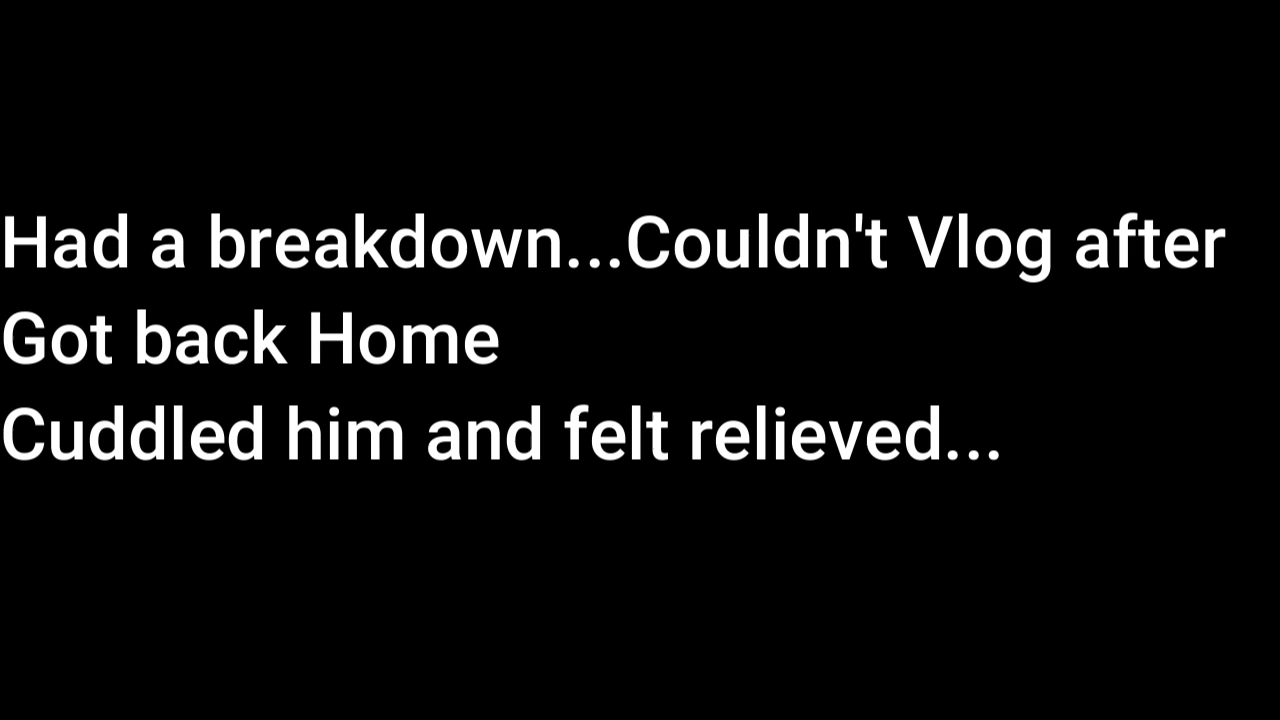 Had a breakdown...Couldn't Vlog after
Got back Home
Cuddled him and felt relieved...